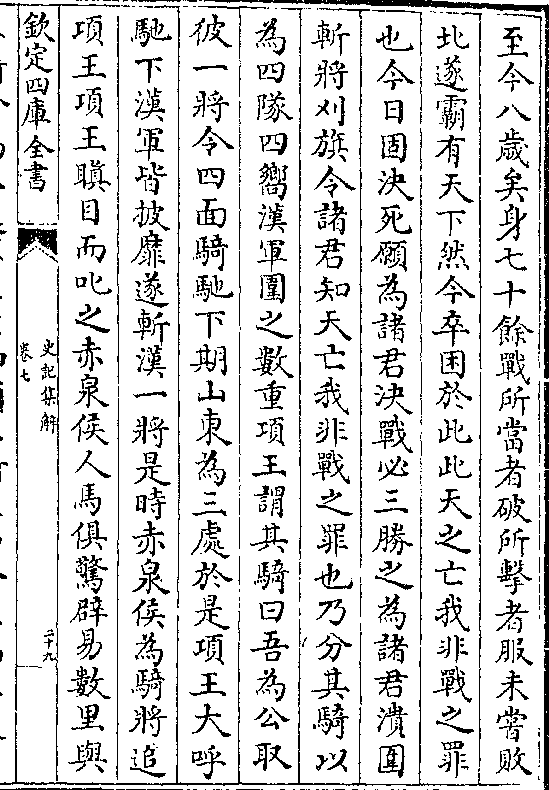 至今八歲矣身七十餘戰所當者破所擊者服未嘗敗
北遂霸有天下然今卒困於此此天之亡我非戰之罪
也今日固決死願為諸君決戰必三勝之為諸君潰圍
斬將刈旗令諸君知天亡我非戰之罪也乃分其騎以
為四隊四嚮漢軍圍之數重項王謂其騎曰吾為公取
彼一將令四面騎馳下期山東為三處於是項王大呼
馳下漢軍皆披靡遂斬漢一將是時赤泉侯為騎將追
項王項王瞋目而叱之赤泉侯人馬俱驚辟易數里與
欽定四庫全書
史記集解
卷七
二十九